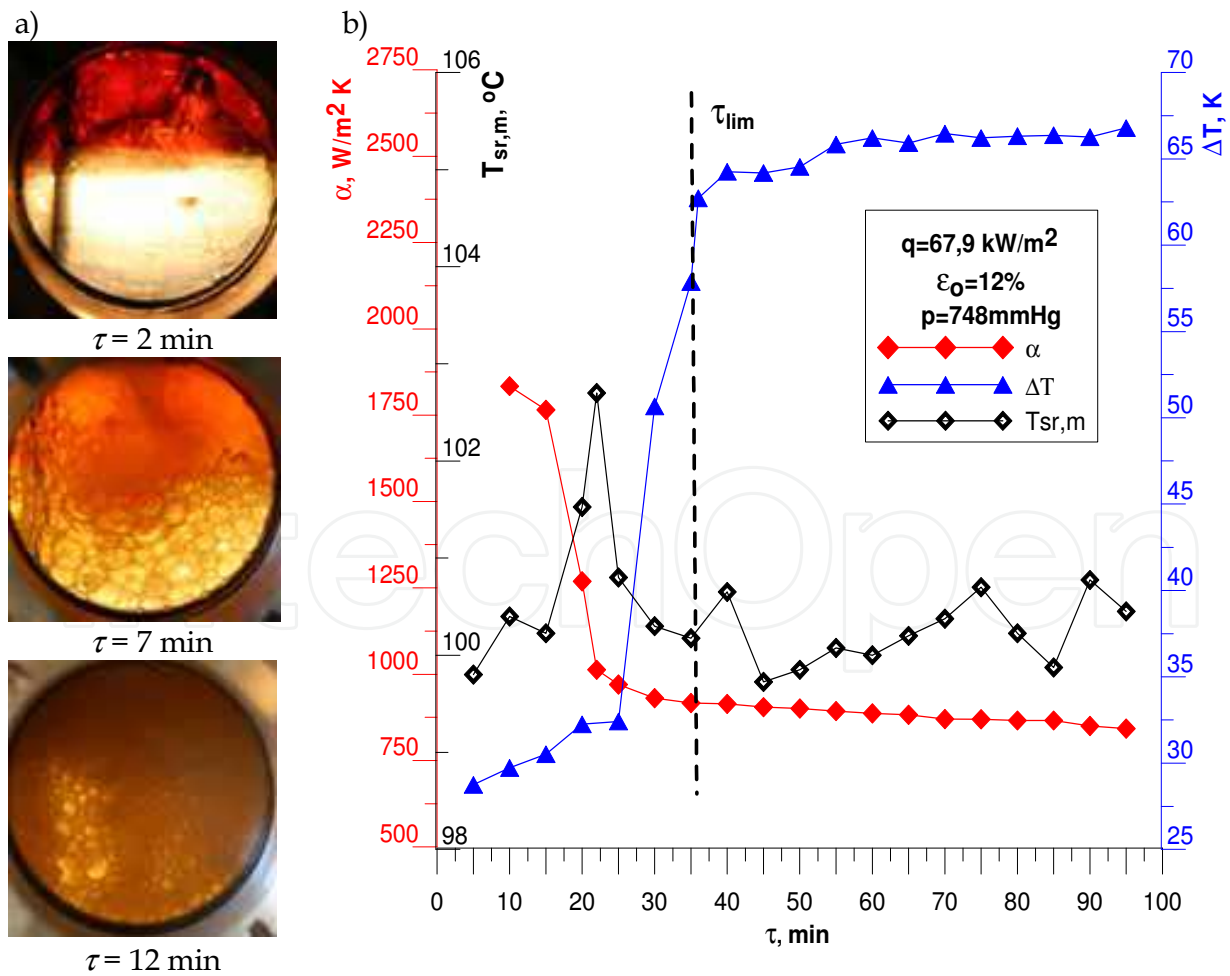 a)
τ = 2 min
τ = 7 min
τ = 12 min
b)
α, W/m² K
2750
2500
2250
2000
1750
1500
1250
1000
750
500
Tsr,m, °C
106
104
102
100
98
τlim
q=67,9 kW/m²
εo=12%
p=748mmHg
α
ΔT
Tsr,m
ΔT, K
70
65
60
55
50
45
40
35
30
25
0 10 20 30 40 50 60 70 80 90 100
τ, min
techOpen